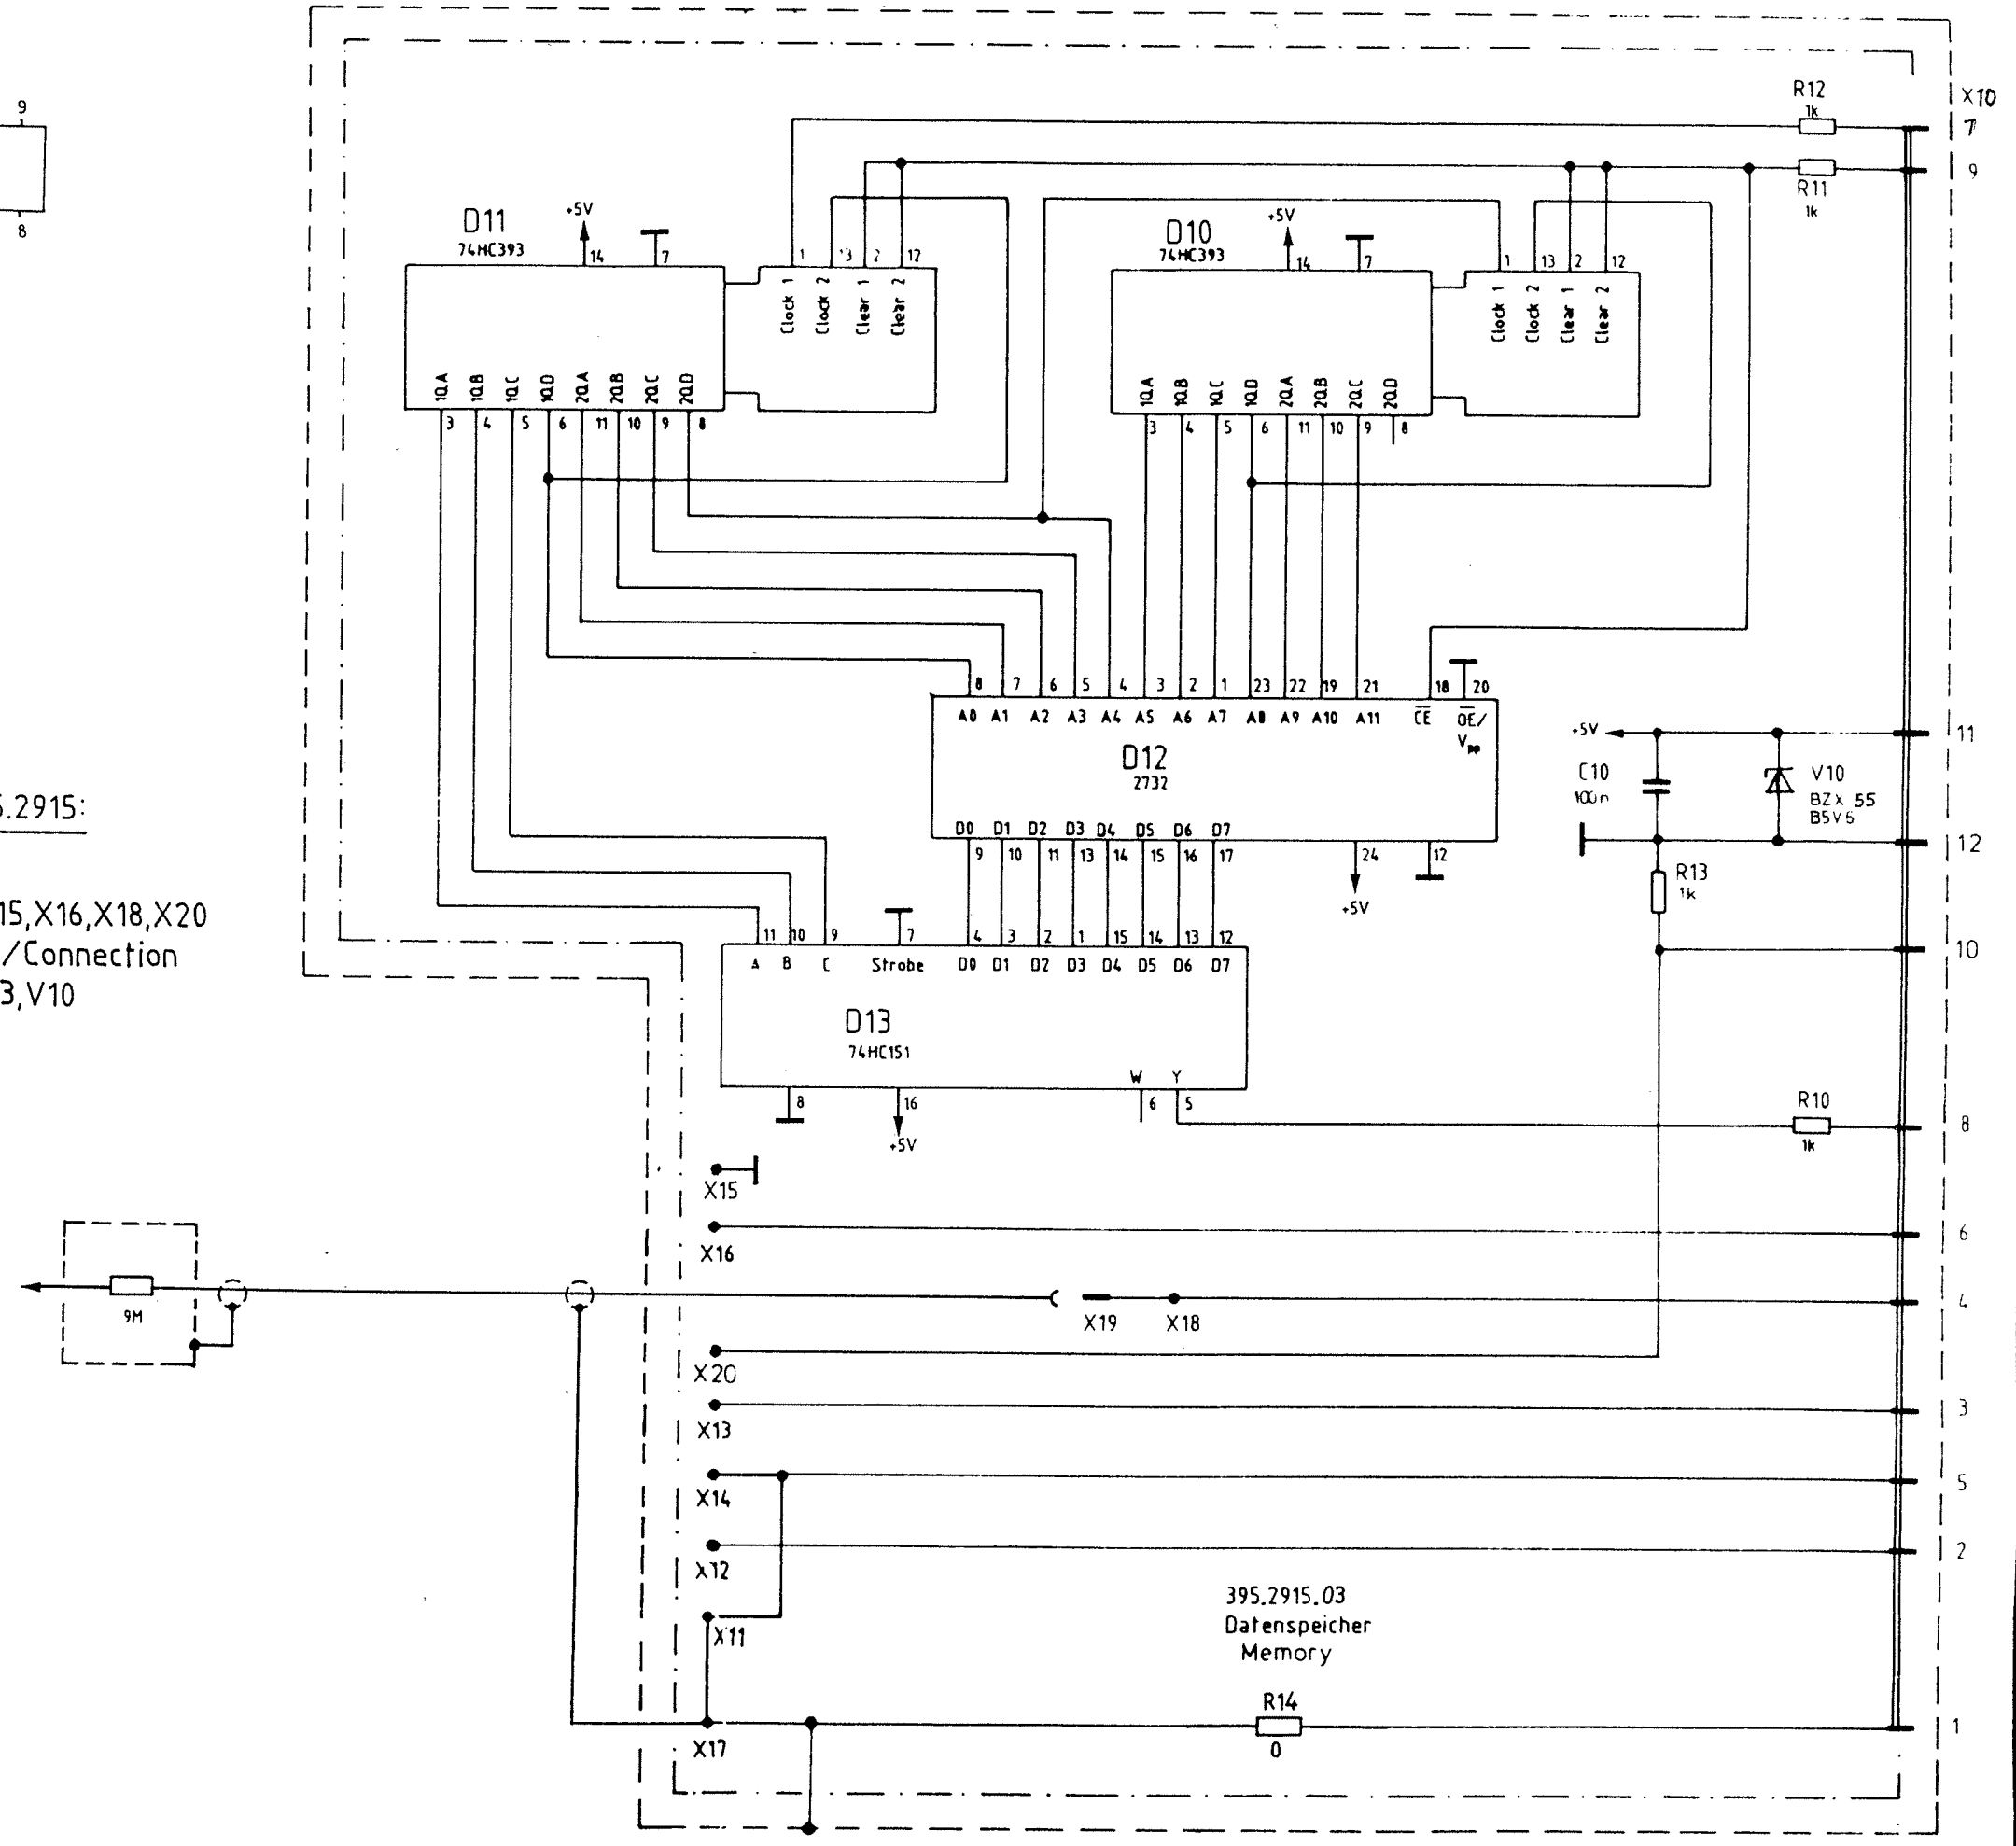 9
8
R12
1k
X10
7
9
R11
1k
D11
74HC393
+5V
14
7
1
13
2
12
Clock 1
Clock 2
Clear 1
Clear 2
1QA
1QB
1QC
1QD
2QA
2QB
2QC
2QD
3
4
5
6
11
10
9
8
D10
74HC393
+5V
14
7
1
13
2
12
Clock 1
Clock 2
Clear 1
Clear 2
1QA
1QB
1QC
1QD
2QA
2QB
2QC
2QD
3
4
5
6
11
10
9
8
8
7
6
5
4
3
2
1
23
22
19
21
18
20
A0 A1 A2 A3 A4 A5 A6 A7 A8 A9 A10 A11 CE OE/
Vpp
D12
2732
D0 D1 D2 D3 D4 D5 D6 D7
9
10
11
13
14
15
16
17
24
12
+5V
+5V
11
C10
100n
V10
BZX 55
B5V6
12
R13
1k
10
5.2915:
15,X16,X18,X20
/Connection
3,V10
11
10
9
7
4
3
2
1
15
14
13
12
A B C Strobe D0 D1 D2 D3 D4 D5 D6 D7
D13
74HC151
W Y
8
16
6
5
+5V
R10
1k
8
X15
X16
6
9M
X19
X18
4
X20
X13
3
X14
5
X12
2
X11
395.2915.03
Datenspeicher
Memory
R14
0
X17
1